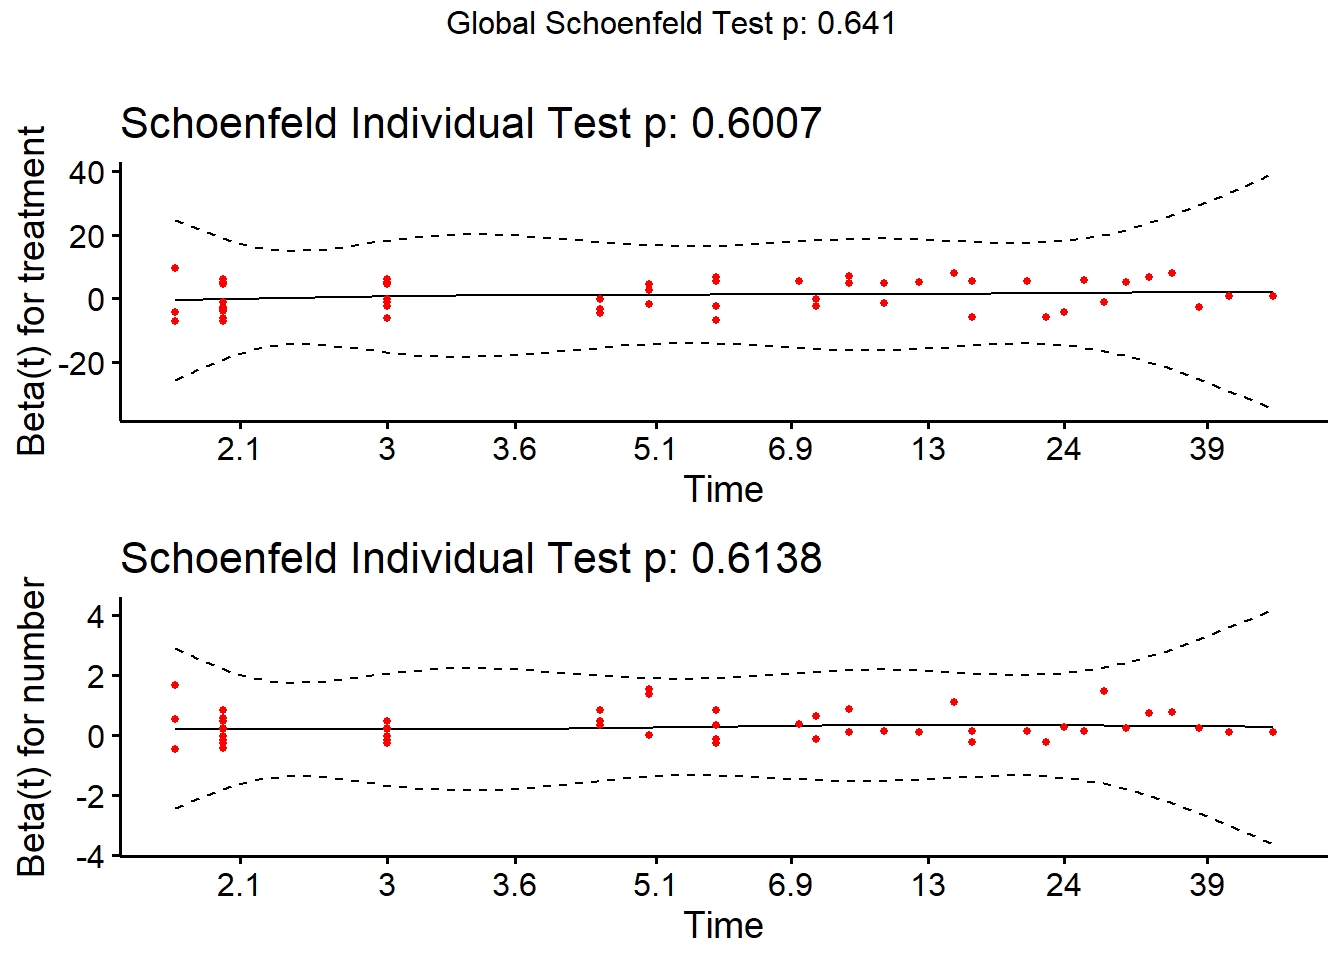 Global Schoenfeld Test p: 0.641
Schoenfeld Individual Test p: 0.6007
Beta(t) for treatment
40
20
0
-20
2.1 3 3.6 5.1 6.9 13 24 39
Time
Schoenfeld Individual Test p: 0.6138
Beta(t) for number
4
2
0
-2
-4
2.1 3 3.6 5.1 6.9 13 24 39
Time